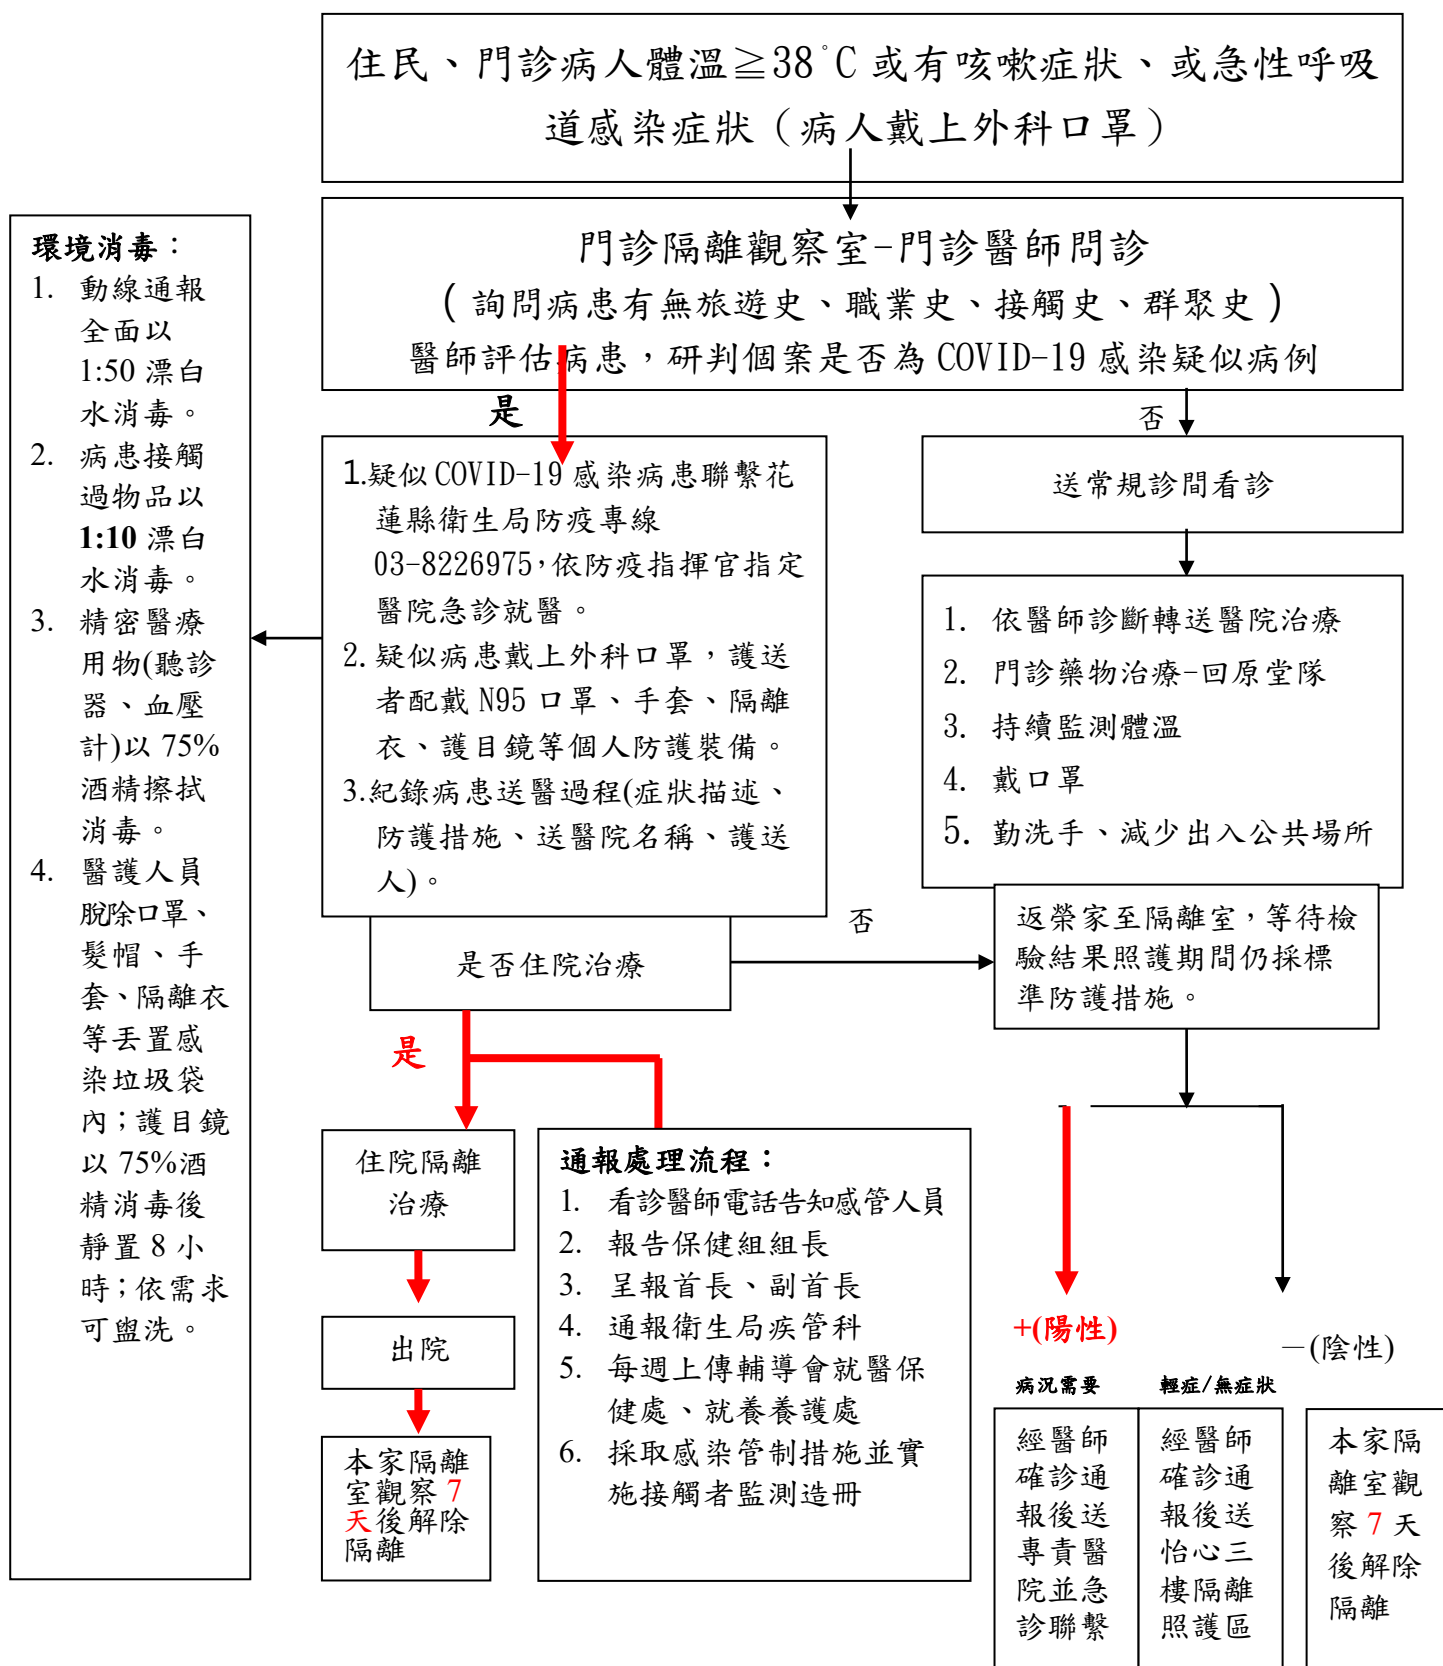 住民、門診病人體溫≧38°C 或有咳嗽症狀、或急性呼吸
道感染症狀（病人戴上外科口罩）
門診隔離觀察室-門診醫師問診
（詢問病患有無旅遊史、職業史、接觸史、群聚史）
醫師評估病患，研判個案是否為 COVID-19 感染疑似病例
是
否
環境消毒：
1. 動線通報
全面以
1:50 漂白
水消毒。
2. 病患接觸
過物品以
1:10 漂白
水消毒。
3. 精密醫療
用物(聽診
器、血壓
計)以 75%
酒精擦拭
消毒。
4. 醫護人員
脫除口罩、
髮帽、手
套、隔離衣
等丟置感
染垃圾袋
內；護目鏡
以 75%酒
精消毒後
靜置 8 小
時；依需求
可盥洗。
1.疑似 COVID-19 感染病患聯繫花
蓮縣衛生局防疫專線
03-8226975，依防疫指揮官指定
醫院急診就醫。
2.疑似病患戴上外科口罩，護送
者配戴 N95 口罩、手套、隔離
衣、護目鏡等個人防護裝備。
3.紀錄病患送醫過程(症狀描述、
防護措施、送醫院名稱、護送
人)。
送常規診間看診
1. 依醫師診斷轉送醫院治療
2. 門診藥物治療-回原堂隊
3. 持續監測體溫
4. 戴口罩
5. 勤洗手、減少出入公共場所
是否住院治療
否
返榮家至隔離室，等待檢
驗結果照護期間仍採標
準防護措施。
是
住院隔離
治療
出院
本家隔離
室觀察 7
天後解除
隔離
通報處理流程：
1. 看診醫師電話告知感管人員
2. 報告保健組組長
3. 呈報首長、副首長
4. 通報衛生局疾管科
5. 每週上傳輔導會就醫保
健處、就養養護處
6. 採取感染管制措施並實
施接觸者監測造冊
+(陽性)
－(陰性)
病況需要
輕症/無症狀
經醫師
確診通
報後送
專責醫
院並急
診聯繫
經醫師
確診通
報後送
怡心三
樓隔離
照護區
本家隔
離室觀
察 7 天
後解除
隔離